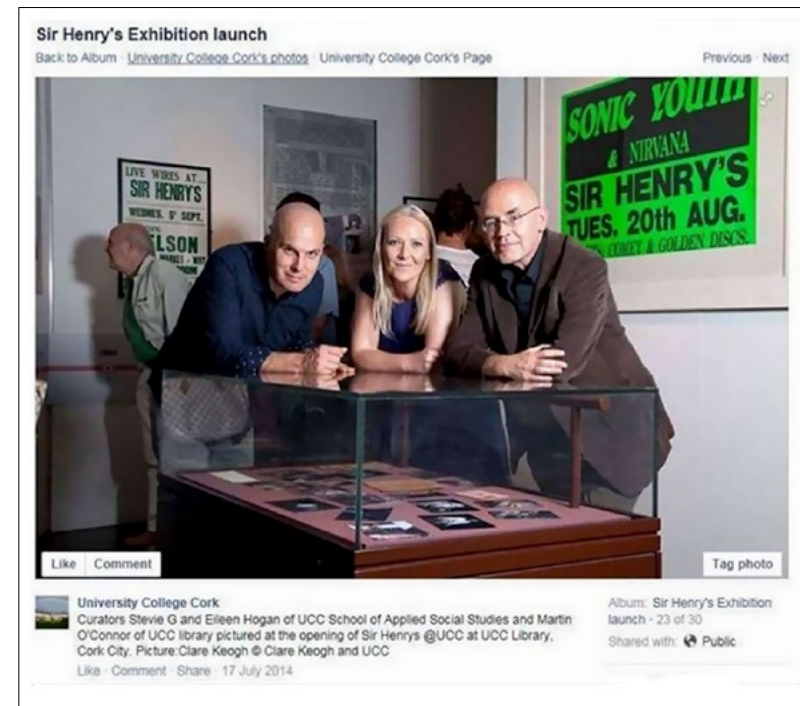 Sir Henry's Exhibition launch
Back to Album · University College Cork's photos · University College Cork's Page
Previous · Next
LIVE WIRES AT...
SIR HENRYS
WEDNES. 5' SEPT.
LSON
SONIC YOUTH
& NIRVANA
SIR HENRY'S
TUES. 20th AUG.
COMET & GOLDEN DISCS.
Like Comment
Tag photo
University College Cork
Curators Stevie G and Eileen Hogan of UCC School of Applied Social Studies and Martin
O'Connor of UCC library pictured at the opening of Sir Henrys @UCC at UCC Library,
Cork City. Picture:Clare Keogh © Clare Keogh and UCC
Like · Comment · Share · 17 July 2014
Album: Sir Henry's Exhibition
launch · 23 of 30
Shared with: Public